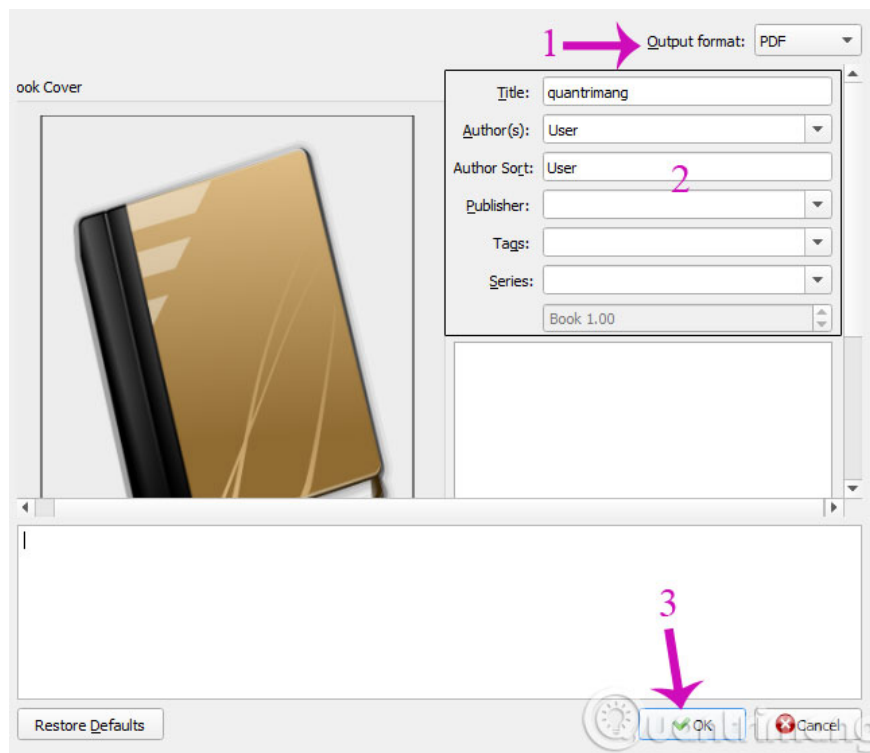 1 Output format: PDF
ook Cover
Title: quantrimang
Author(s): User
Author Sort: User
2
Publisher:
Tags:
Series:
Book 1.00
3
Restore Defaults
OK
Cancel
Quantrimang